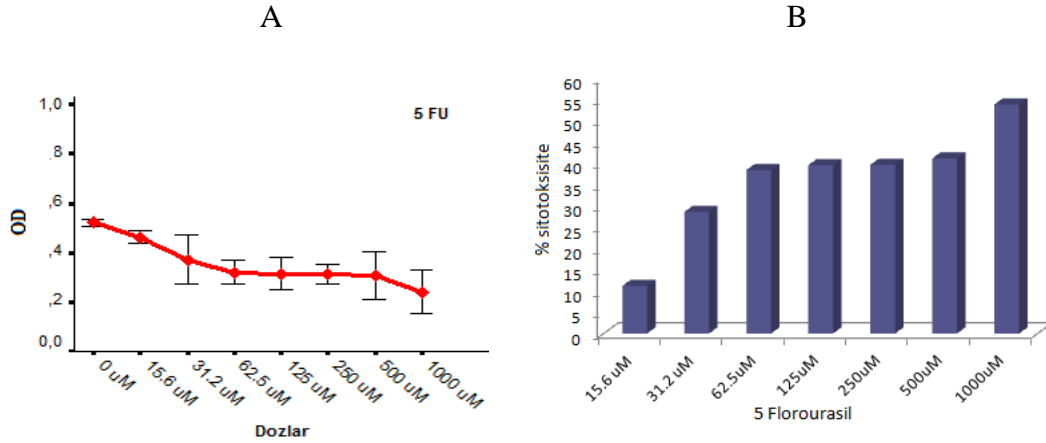 A
B
1,0
,8
,6
,4
,2
0,0
OD
5 FU
0 uM
15.6 uM
31.2 uM
62.5 uM
125 uM
250 uM
500 uM
1000 uM
Dozlar
60
55
50
45
40
35
30
25
20
15
10
5
0
% sitotoksisite
15.6 uM
31.2 uM
62.5uM
125uM
250uM
500uM
1000uM
5 Florourasil